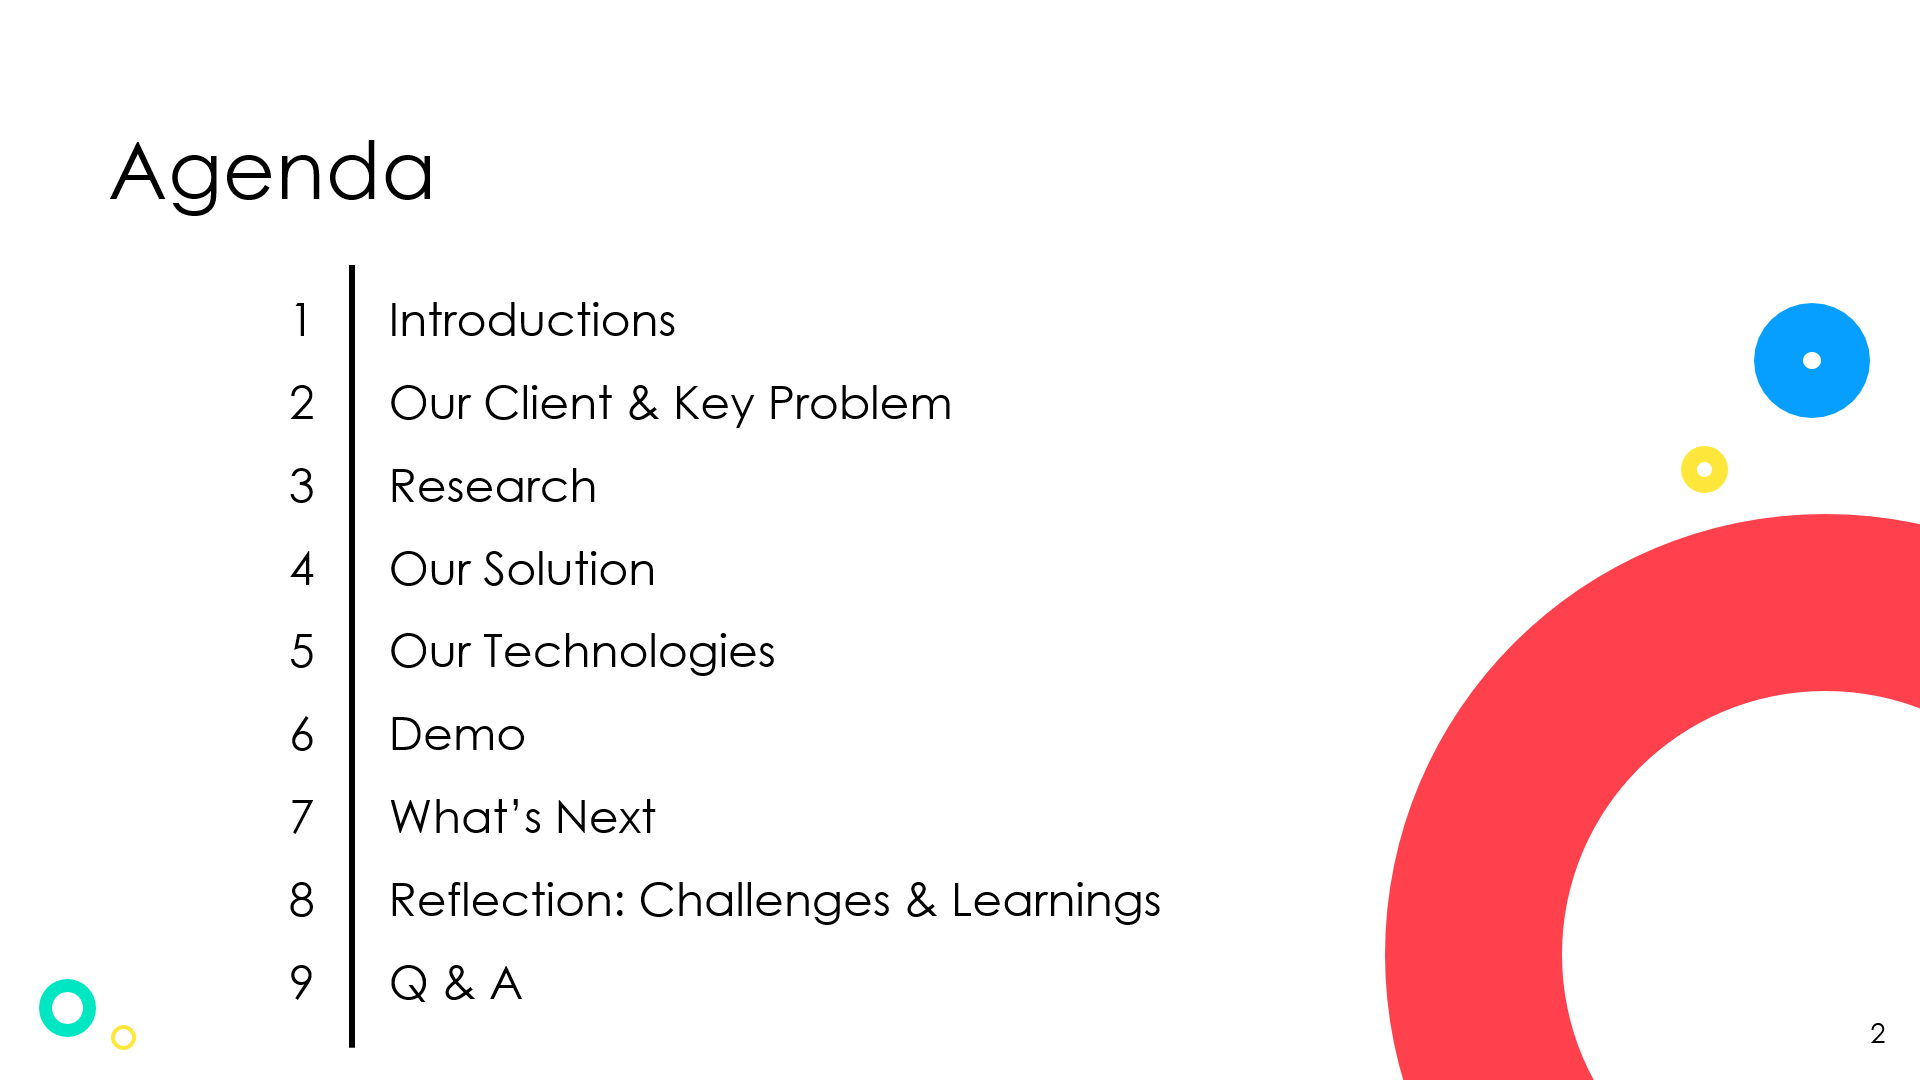 Agenda
1 Introductions
2 Our Client & Key Problem
3 Research
4 Our Solution
5 Our Technologies
6 Demo
7 What’s Next
8 Reflection: Challenges & Learnings
9 Q & A
2